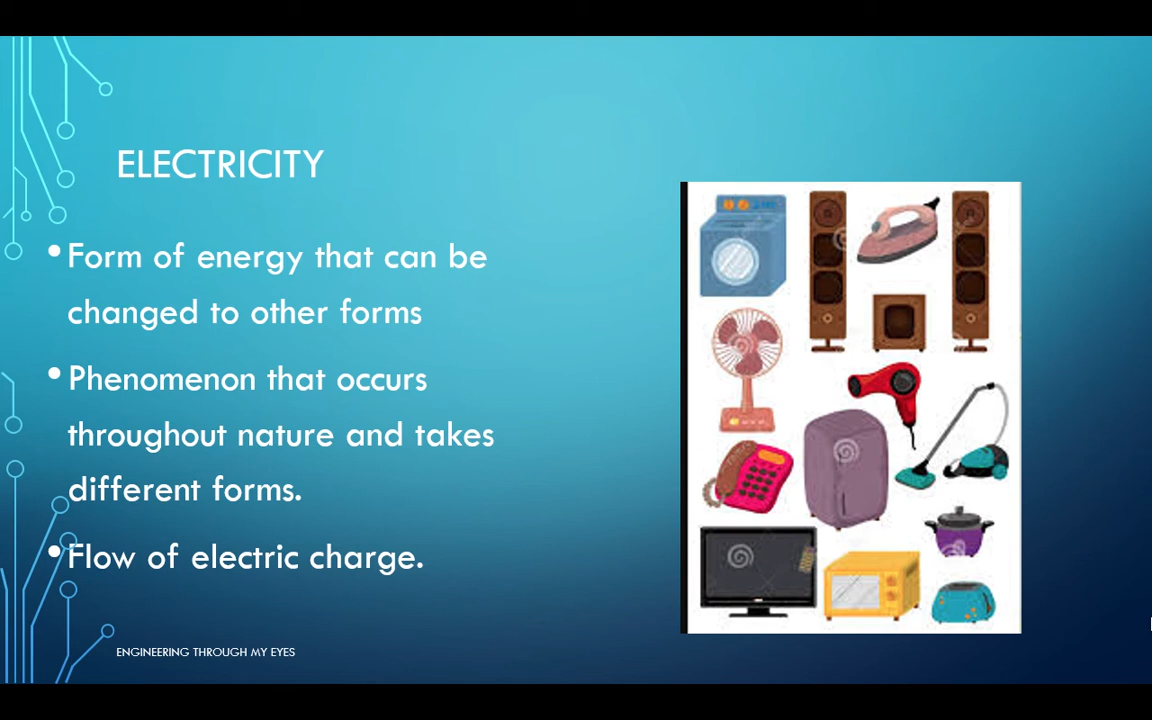 ELECTRICITY
•Form of energy that can be
changed to other forms
•Phenomenon that occurs
throughout nature and takes
different forms.
•Flow of electric charge.
ENGINEERING THROUGH MY EYES